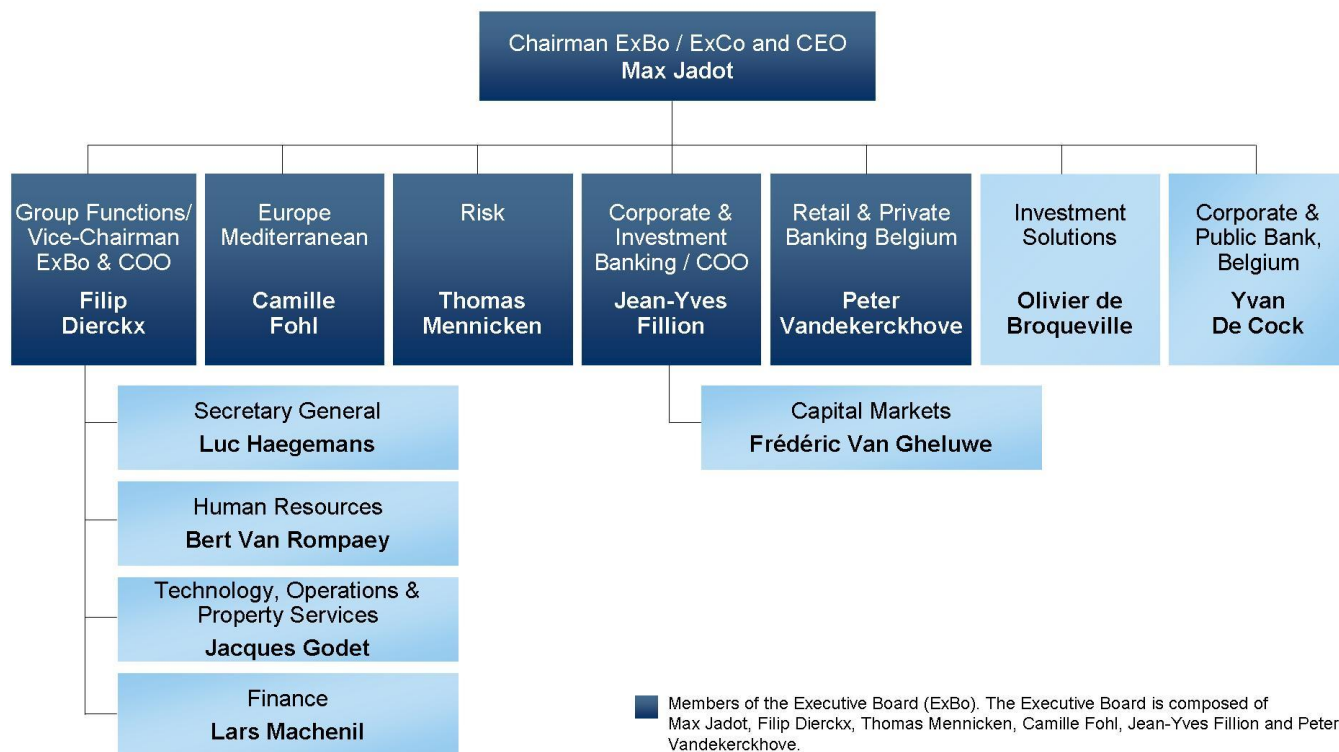 Chairman ExBo / ExCo and CEO
Max Jadot
Group Functions/
Vice-Chairman
ExBo & COO
Filip
Dierckx
Europe
Mediterranean
Camille
Fohl
Risk
Thomas
Mennicken
Corporate &
Investment
Banking / COO
Jean-Yves
Fillion
Retail & Private
Banking Belgium
Peter
Vandekerckhove
Investment
Solutions
Olivier de
Broqueville
Corporate &
Public Bank,
Belgium
Yvan
De Cock
Secretary General
Luc Haegemans
Human Resources
Bert Van Rompaey
Technology, Operations &
Property Services
Jacques Godet
Finance
Lars Machenil
Capital Markets
Frédéric Van Gheluwe
Members of the Executive Board (ExBo). The Executive Board is composed of
Max Jadot, Filip Dierckx, Thomas Mennicken, Camille Fohl, Jean-Yves Fillion and Peter
Vandekerckhove.